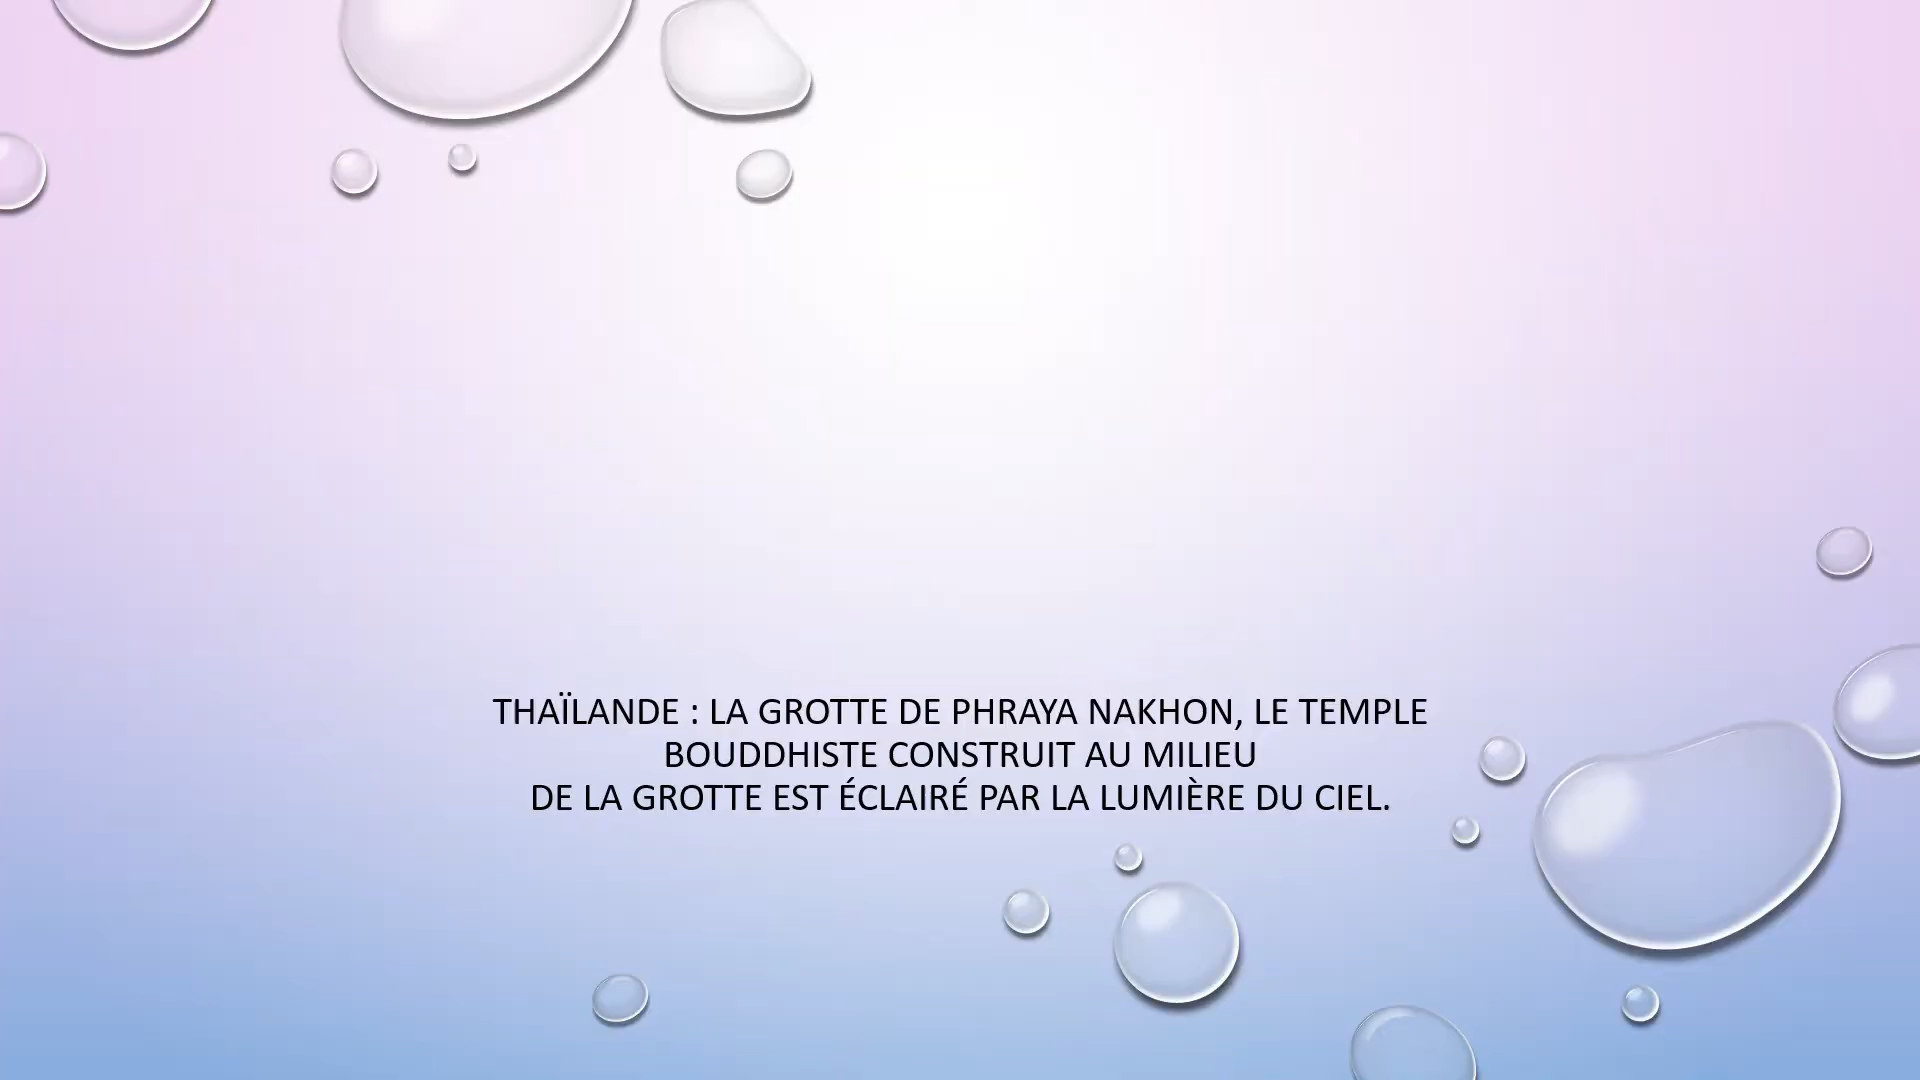 THAÏLANDE : LA GROTTE DE PHRAYA NAKHON, LE TEMPLE
BOUDDHISTE CONSTRUIT AU MILIEU
DE LA GROTTE EST ÉCLAIRÉ PAR LA LUMIÈRE DU CIEL.